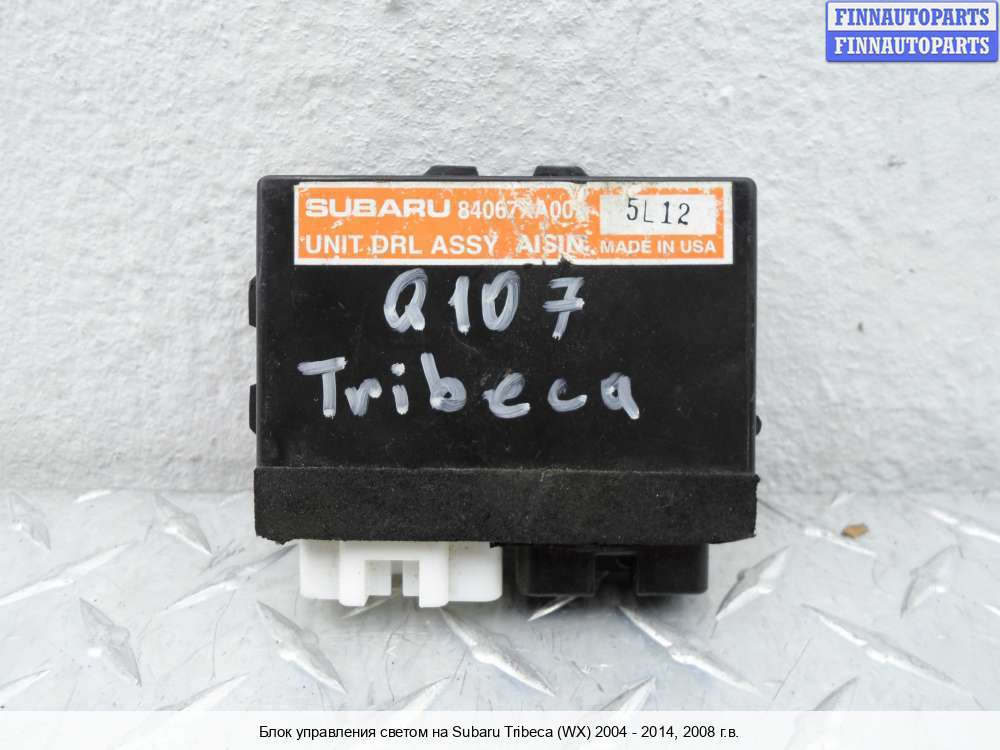 FINNAUTOPARTS
FINNAUTOPARTS
SUBARU 5L12
UNIT DRL ASSY AISIN MADE IN USA
Q107
Tribeca
Блок управления светом на Subaru Tribeca (WX) 2004 - 2014, 2008 г.в.